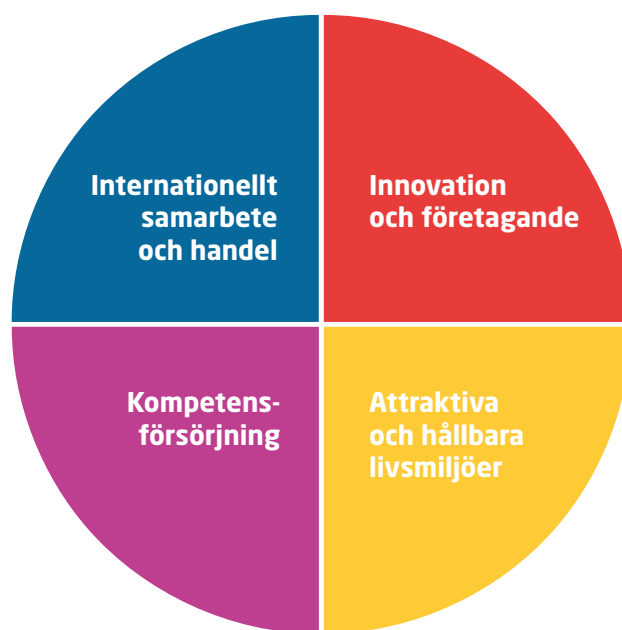 Internationellt
samarbete
och handel
Innovation
och företagande
Kompetens-
försörjning
Attraktiva
och hållbara
livsmiljöer